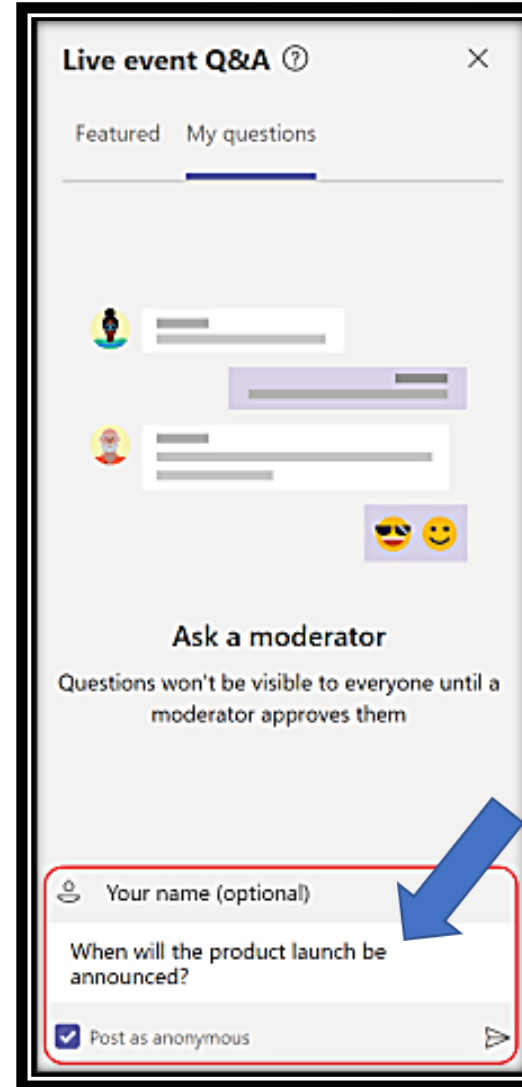 Live event Q&A
Featured My questions
Ask a moderator
Questions won't be visible to everyone until a
moderator approves them
Your name (optional)
When will the product launch be
announced?
Post as anonymous